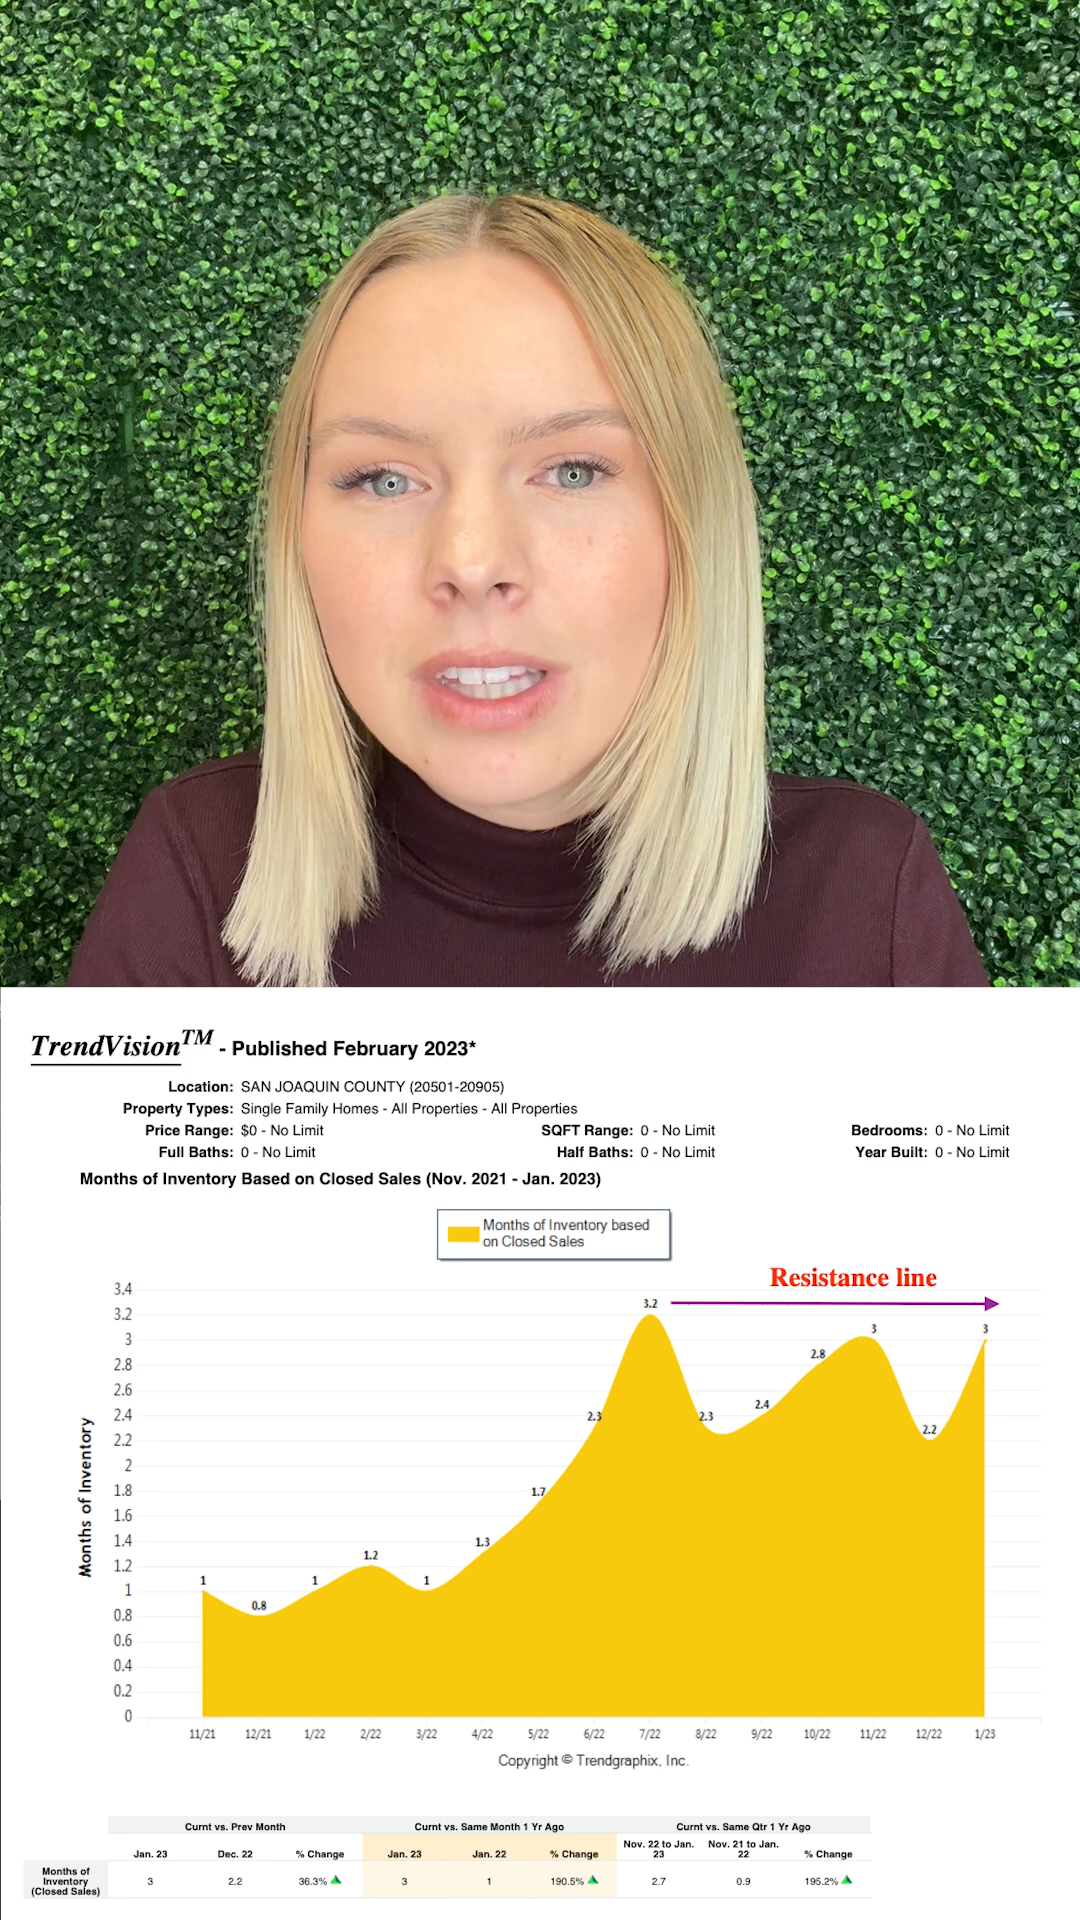 TrendVision™ - Published February 2023*
Location: SAN JOAQUIN COUNTY (20501-20905)
Property Types: Single Family Homes - All Properties - All Properties
Price Range: $0 - No Limit SQFT Range: 0 - No Limit Bedrooms: 0 - No Limit
Full Baths: 0 - No Limit Half Baths: 0 - No Limit Year Built: 0 - No Limit
Months of Inventory Based on Closed Sales (Nov. 2021 - Jan. 2023)
Months of Inventory based
on Closed Sales
Resistance line
Months of Inventory
3.4
3.2
3
2.8
2.6
2.4
2.2
2
1.8
1.6
1.4
1.2
1
0.8
0.6
0.4
0.2
0
1 0.8 1 1.2 1 1.3 1.7 2.3 3.2 2.3 2.4 2.8 3 2.2 3
11/21 12/21 1/22 2/22 3/22 4/22 5/22 6/22 7/22 8/22 9/22 10/22 11/22 12/22 1/23
Copyright © Trendgraphix, Inc.
Curnt vs. Prev Month Curnt vs. Same Month 1 Yr Ago Curnt vs. Same Qtr 1 Yr Ago
Jan. 23 Dec. 22 % Change Jan. 23 Jan. 22 % Change Nov. 22 to Jan. 23 Nov. 21 to Jan. 22 % Change
Months of
Inventory
(Closed Sales)
3 2.2 36.3% 3 1 190.5% 2.7 0.9 195.2%